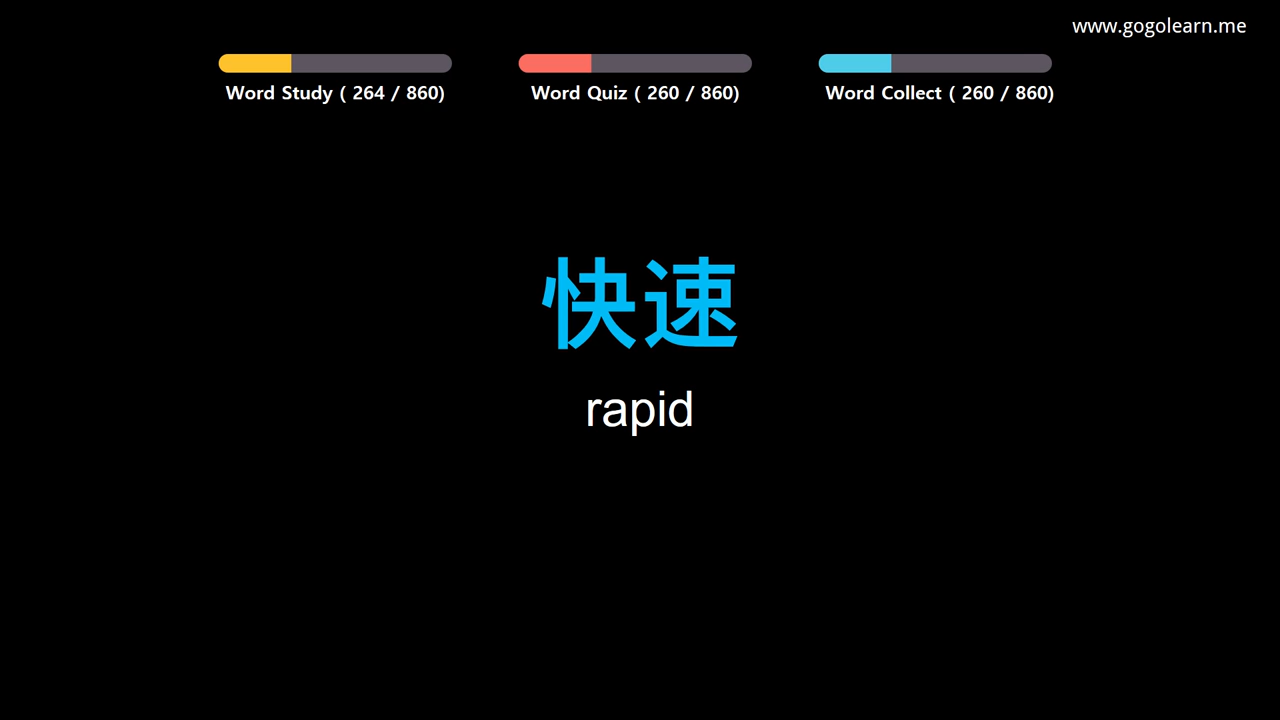 www.gogolearn.me
Word Study ( 264 / 860)
Word Quiz ( 260 / 860)
Word Collect ( 260 / 860)
快速
rapid